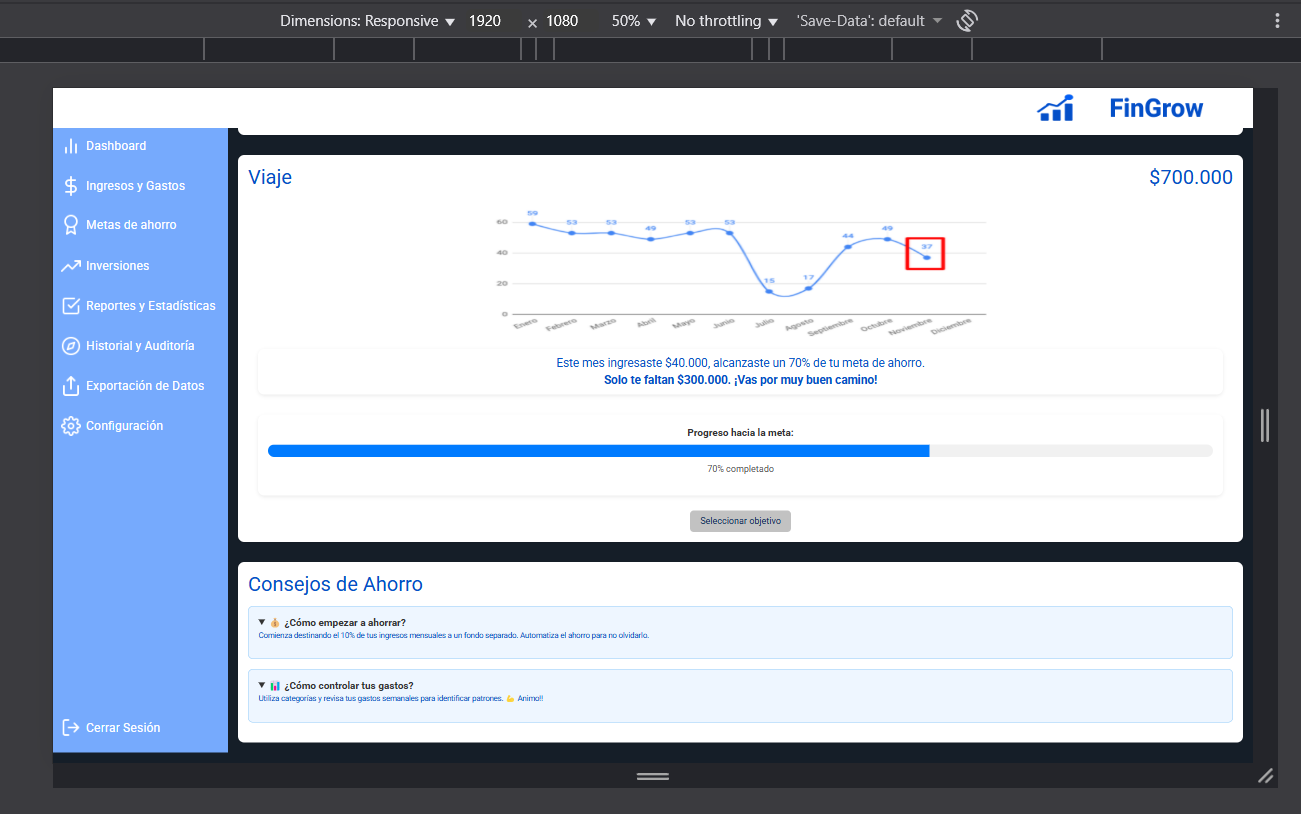 Dimensions: Responsive 1920 × 1080 50% No throttling 'Save-Data': default
FinGrow
Dashboard
Ingresos y Gastos
Metas de ahorro
Inversiones
Reportes y Estadísticas
Historial y Auditoría
Exportación de Datos
Configuración
Cerrar Sesión
Viaje
$700.000
60
40
20
0
59
53
53
49
53
53
15
17
44
49
37
Enero
Febrero
Marzo
Abril
Mayo
Junio
Julio
Agosto
Septiembre
Octubre
Noviembre
Diciembre
Este mes ingresaste $40.000, alcanzaste un 70% de tu meta de ahorro.
Solo te faltan $300.000. ¡Vas por muy buen camino!
Progreso hacia la meta:
70% completado
Seleccionar objetivo
Consejos de Ahorro
▼ 💰 ¿Cómo empezar a ahorrar?
Comienza destinando el 10% de tus ingresos mensuales a un fondo separado. Automatiza el ahorro para no olvidarlo.
▼ 📊 ¿Cómo controlar tus gastos?
Utiliza categorías y revisa tus gastos semanales para identificar patrones. 💪 Animo!!